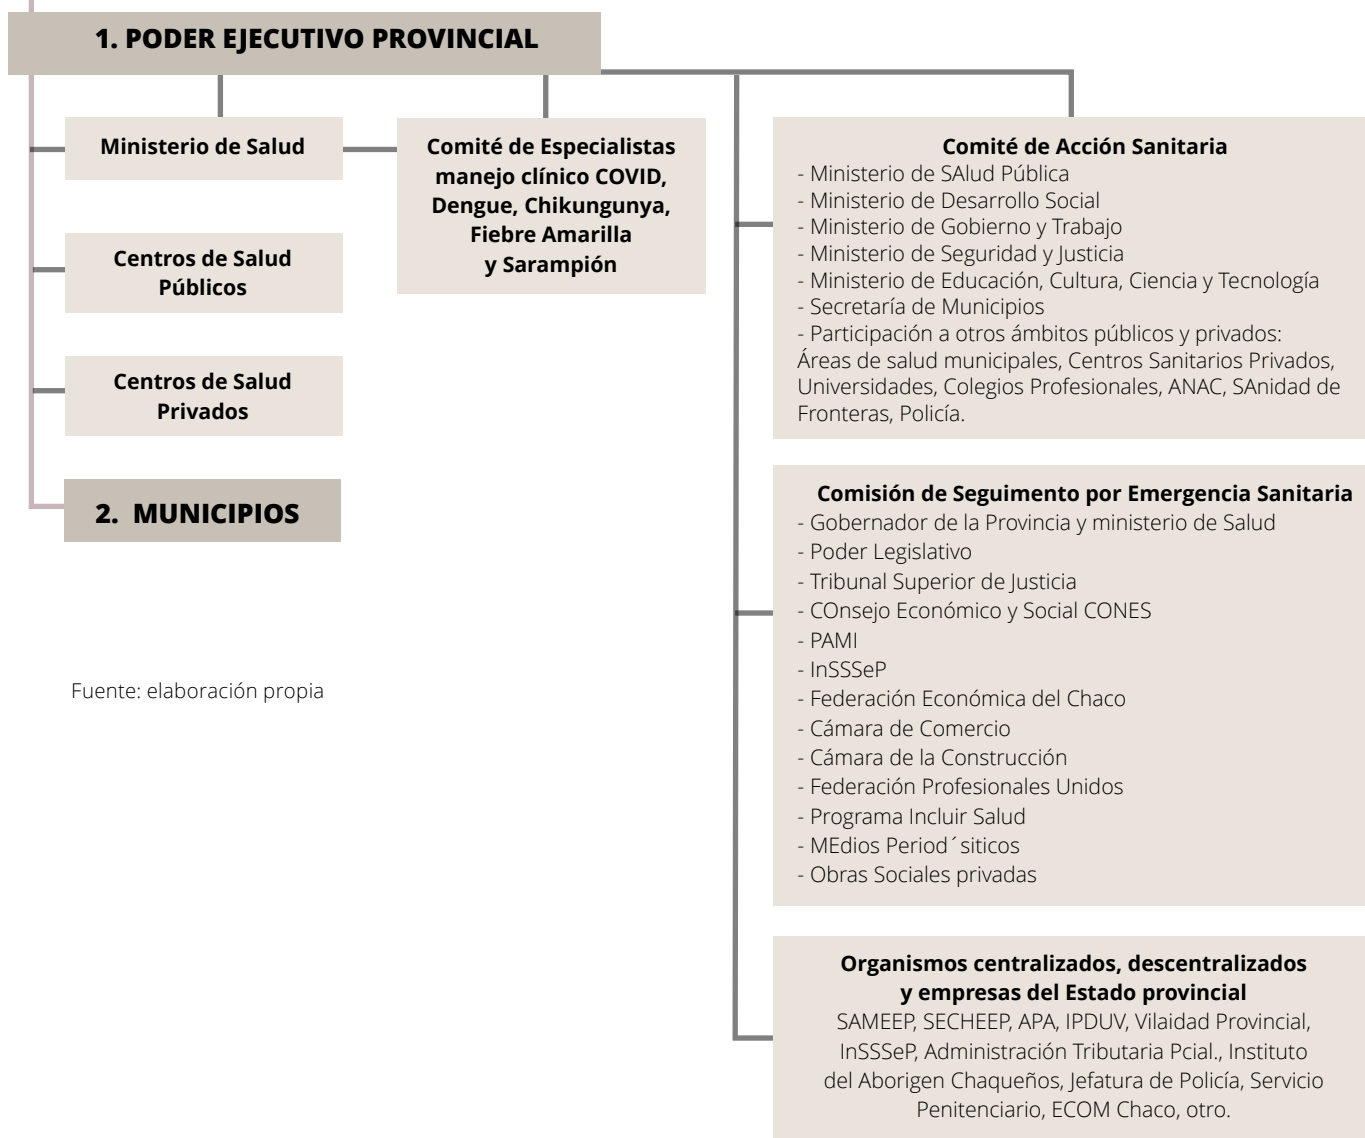 1. PODER EJECUTIVO PROVINCIAL
Ministerio de Salud
Centros de Salud
Públicos
Centros de Salud
Privados
2. MUNICIPIOS
Fuente: elaboración propia
Comité de Especialistas
manejo clínico COVID,
Dengue, Chikungunya,
Fiebre Amarilla
y Sarampión
Comité de Acción Sanitaria
- Ministerio de SAlud Pública
- Ministerio de Desarrollo Social
- Ministerio de Gobierno y Trabajo
- Ministerio de Seguridad y Justicia
- Ministerio de Educación, Cultura, Ciencia y Tecnología
- Secretaría de Municipios
- Participación a otros ámbitos públicos y privados:
Áreas de salud municipales, Centros Sanitarios Privados,
Universidades, Colegios Profesionales, ANAC, SAnidad de
Fronteras, Policía.
Comisión de Seguimento por Emergencia Sanitaria
- Gobernador de la Provincia y ministerio de Salud
- Poder Legislativo
- Tribunal Superior de Justicia
- COnsejo Económico y Social CONES
- PAMI
- InSSSeP
- Federación Económica del Chaco
- Cámara de Comercio
- Cámara de la Construcción
- Federación Profesionales Unidos
- Programa Incluir Salud
- MEdios Period´siticos
- Obras Sociales privadas
Organismos centralizados, descentralizados
y empresas del Estado provincial
SAMEEP, SECHEEP, APA, IPDUV, Vilaidad Provincial,
InSSSeP, Administración Tributaria Pcial., Instituto
del Aborigen Chaqueños, Jefatura de Policía, Servicio
Penitenciario, ECOM Chaco, otro.